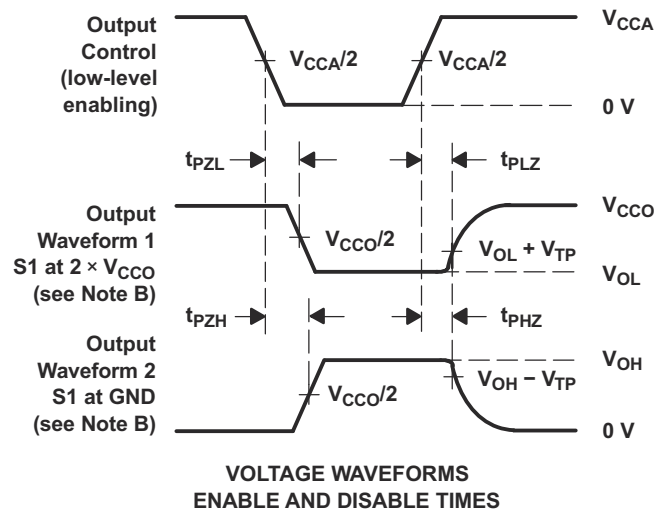 Output
Control
(low-level
enabling)
V_CCA/2
V_CCA/2
V_CCA
0 V
t_PZL
t_PLZ
Output
Waveform 1
S1 at 2 × V_CCO
(see Note B)
V_CCO/2
V_OL + V_TP
V_CCO
V_OL
t_PZH
t_PHZ
Output
Waveform 2
S1 at GND
(see Note B)
V_CCO/2
V_OH − V_TP
V_OH
0 V
VOLTAGE WAVEFORMS
ENABLE AND DISABLE TIMES